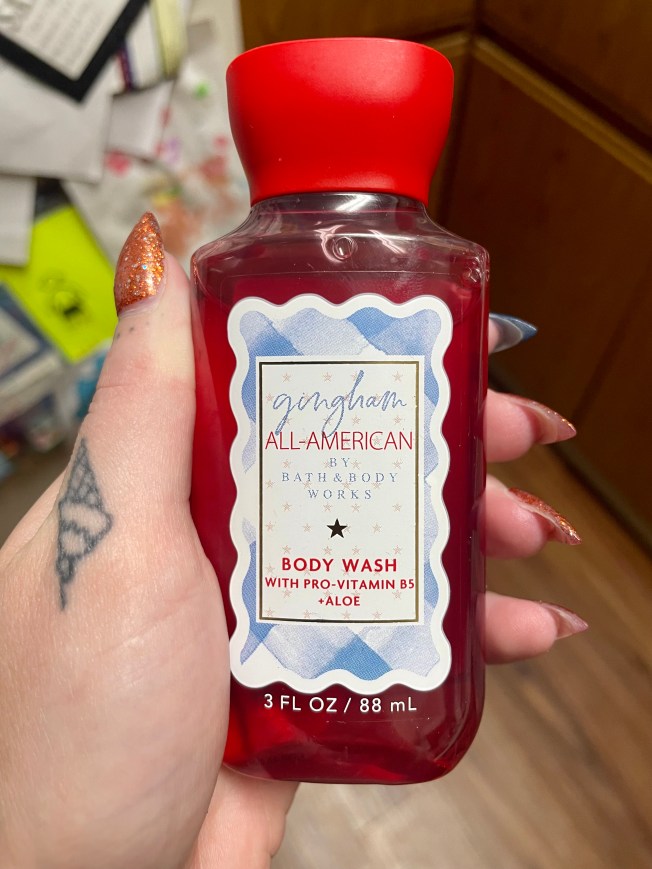 gingham
ALL-AMERICAN
BY
BATH & BODY
WORKS
BODY WASH
WITH PRO-VITAMIN B5
+ALOE
3 FL OZ / 88 mL